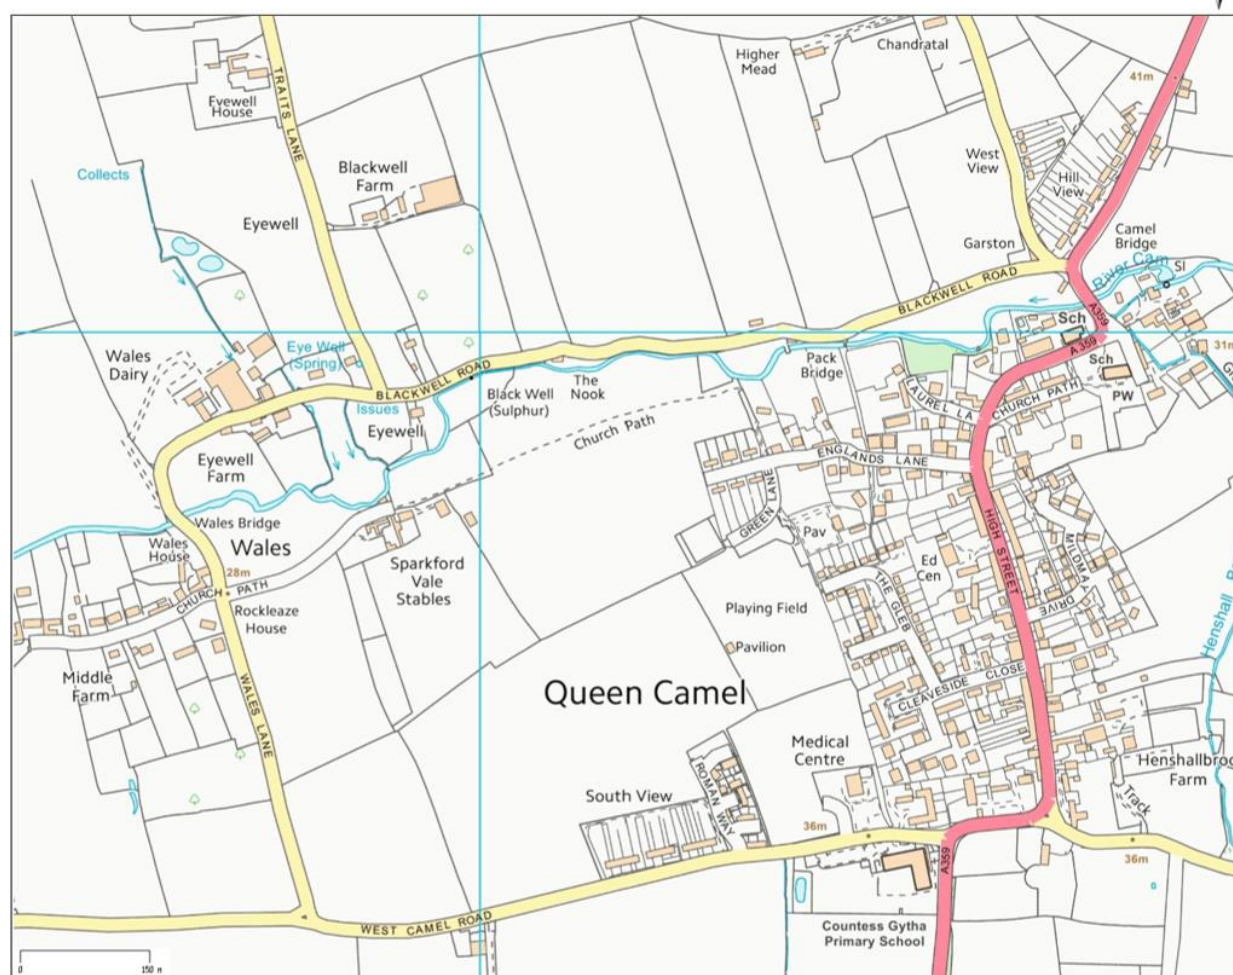 Higher
Mead
Chandratal
41m
TRAITS LANE
Eyewell
House
West
View
Hill
View
Collects
Blackwell
Farm
Eyewell
Garston
Camel
Bridge
River Cam
SI
BLACKWELL ROAD
A359
Sch
A 359
31m
Wales
Dairy
Eye Well
(Spring)
Pack
Bridge
Sch
PW
BLACKWELL ROAD
The
Nook
Black Well
(Sulphur)
Issues
Eyewell
LAUREL LA
CHURCH PATH
Church Path
ENGLANDS LANE
Eyewell
Farm
GREEN LANE
HIGH STREET
Wales Bridge
Wales
House
Wales
Pav
MILDMAY
DRIVE
Ed
Cen
28m
CHURCH PATH
Sparkford
Vale
Stables
THE GLEB
Rockleaze
House
Playing Field
Pavilion
Henshall
Middle
Farm
WALES LANE
Queen Camel
CLEAVESIDE CLOSE
Medical
Centre
Henshallbrog
Farm
ROMAN WAY
South View
Track
36m
36m
A359
WEST CAMEL ROAD
Countess Gytha
Primary School
0 150 m